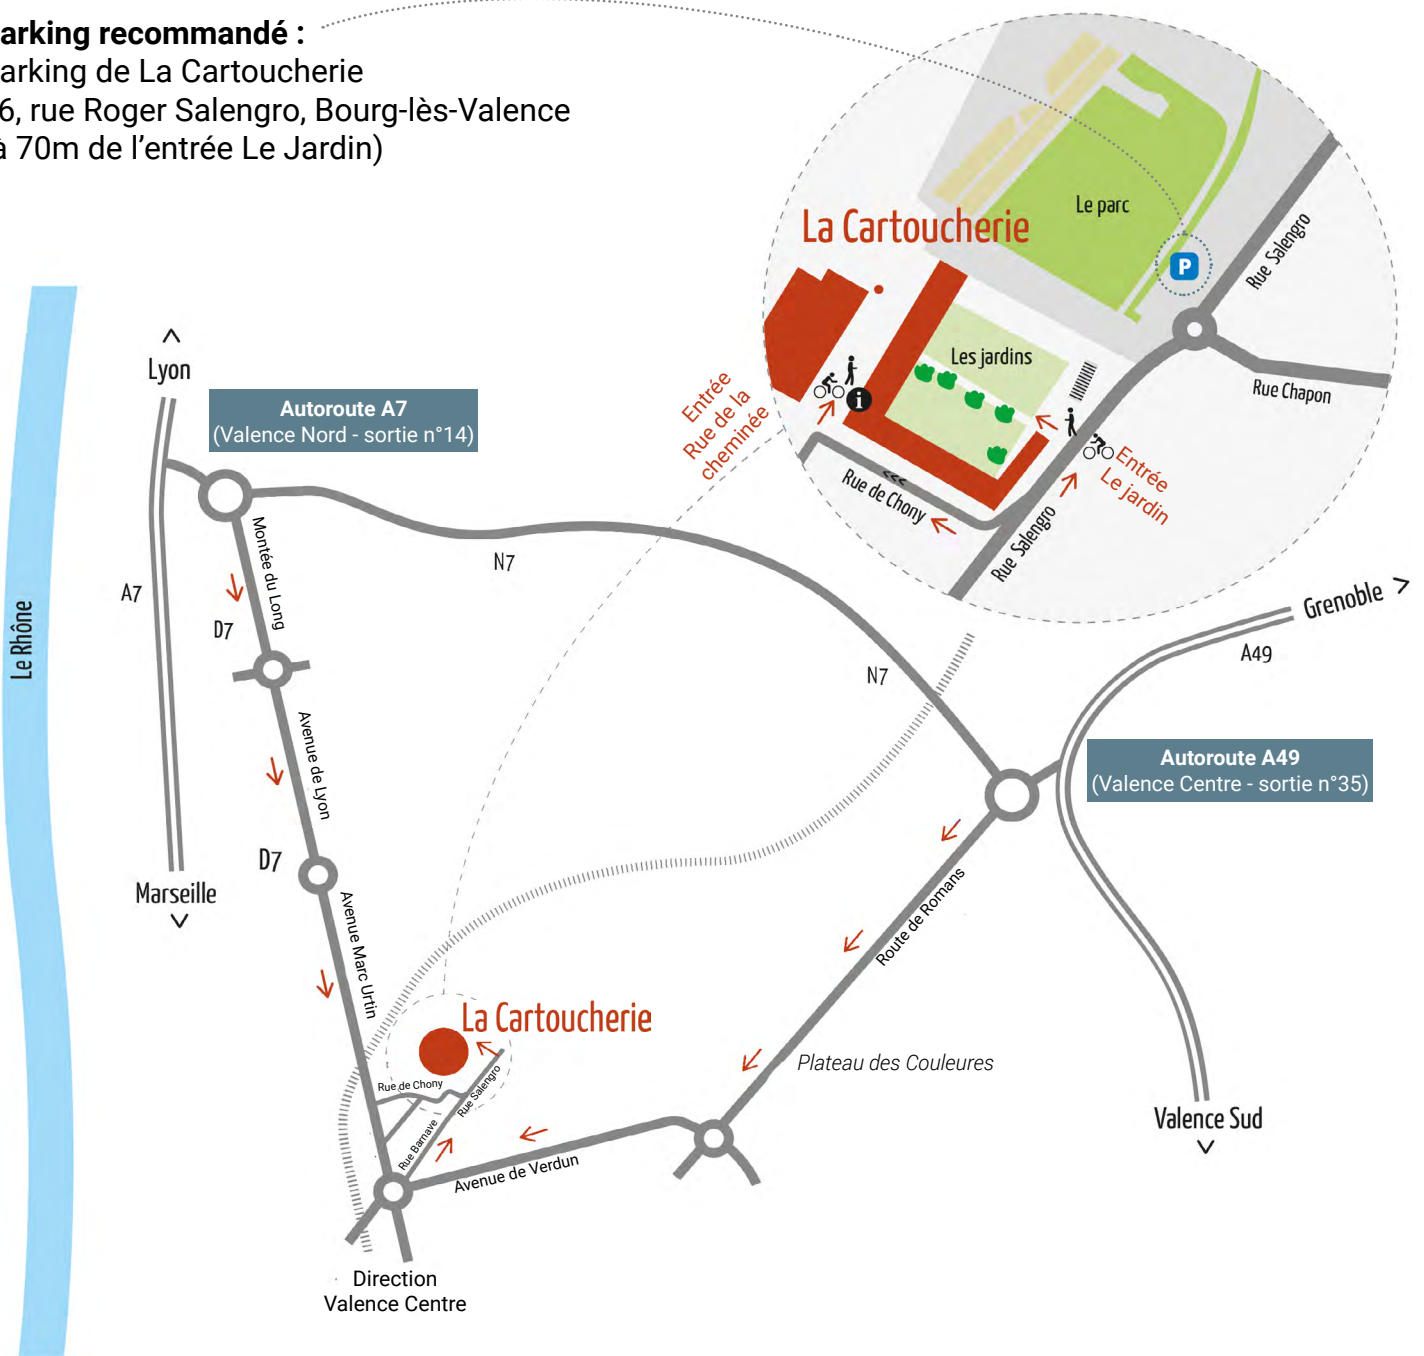 arking recommandé :
arking de La Cartoucherie
6, rue Roger Salengro, Bourg-lès-Valence
à 70m de l'entrée Le Jardin)
Le parc
La Cartoucherie
P
Rue Salengro
Les jardins
Rue Chapon
Entrée
Rue de la
cheminée
i
<<<
Rue de Chony
Entrée
Le jardin
Rue Salengro
Lyon
Autoroute A7
(Valence Nord - sortie n°14)
Montée du Long
N7
A7
D7
Le Rhône
Grenoble >
A49
N7
Avenue de Lyon
Autoroute A49
(Valence Centre - sortie n°35)
D7
Marseille
Avenue Marc Urtin
Route de Romans
La Cartoucherie
Plateau des Couleures
Rue de Chony
Rue Salengro
Rue Barnave
Avenue de Verdun
Valence Sud
Direction
Valence Centre